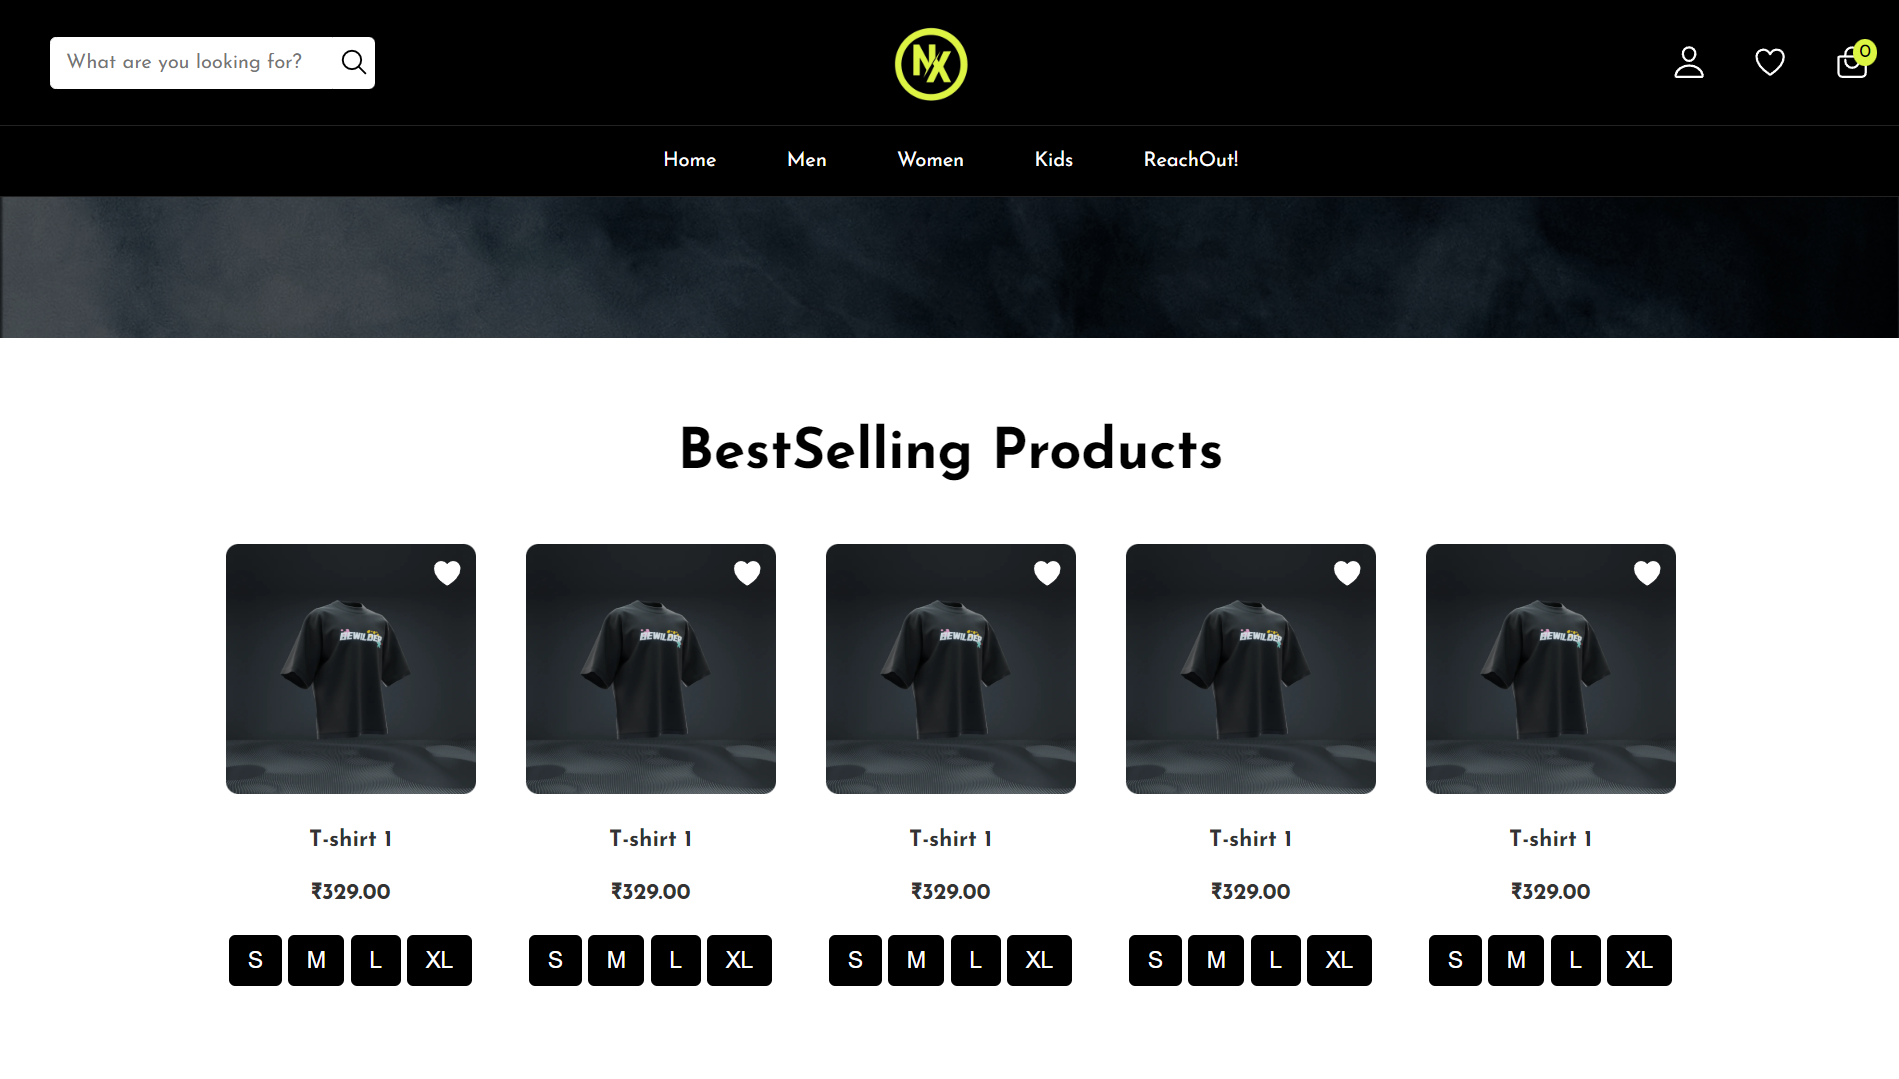 What are you looking for?
NX
0
Home Men Women Kids ReachOut!
BestSelling Products
BEWILDER BEWILDER BEWILDER BEWILDER BEWILDER
T-shirt 1 T-shirt 1 T-shirt 1 T-shirt 1 T-shirt 1
₹329.00 ₹329.00 ₹329.00 ₹329.00 ₹329.00
S M L XL S M L XL S M L XL S M L XL S M L XL